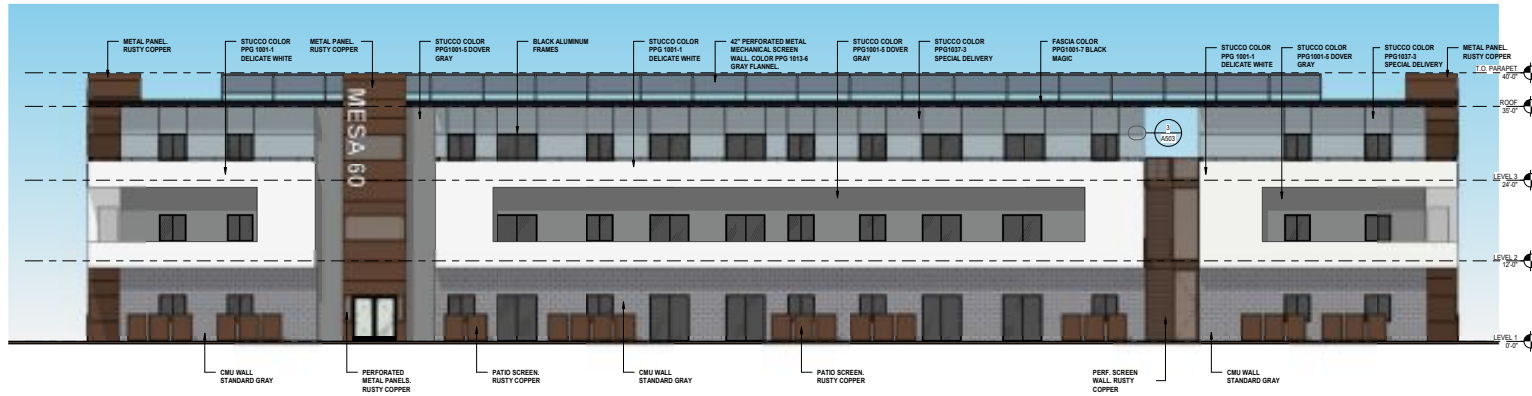 METAL PANEL.
RUSTY COPPER
STUCCO COLOR
PPG 1001-1
DELICATE WHITE
METAL PANEL.
RUSTY COPPER
STUCCO COLOR
PPG1001-5 DOVER
GRAY
BLACK ALUMINUM
FRAMES
STUCCO COLOR
PPG 1001-1
DELICATE WHITE
42" PERFORATED METAL
MECHANICAL SCREEN
WALL. COLOR PPG 1013-6
GRAY FLANNEL.
STUCCO COLOR
PPG1001-5 DOVER
GRAY
STUCCO COLOR
PPG1037-3
SPECIAL DELIVERY
FASCIA COLOR
PPG1001-7 BLACK
MAGIC
STUCCO COLOR
PPG 1001-1
DELICATE WHITE
STUCCO COLOR
PPG1001-5 DOVER
GRAY
STUCCO COLOR
PPG1037-3
SPECIAL DELIVERY
METAL PANEL.
RUSTY COPPER
T.O. PARAPET
40'-0"
ROOF
35'-0"
MESA 60
3
A503
LEVEL 3
24'-0"
LEVEL 2
12'-0"
LEVEL 1
0'-0"
CMU WALL
STANDARD GRAY
PERFORATED
METAL PANELS.
RUSTY COPPER
PATIO SCREEN.
RUSTY COPPER
CMU WALL
STANDARD GRAY
PATIO SCREEN.
RUSTY COPPER
PERF. SCREEN
WALL. RUSTY
COPPER
CMU WALL
STANDARD GRAY